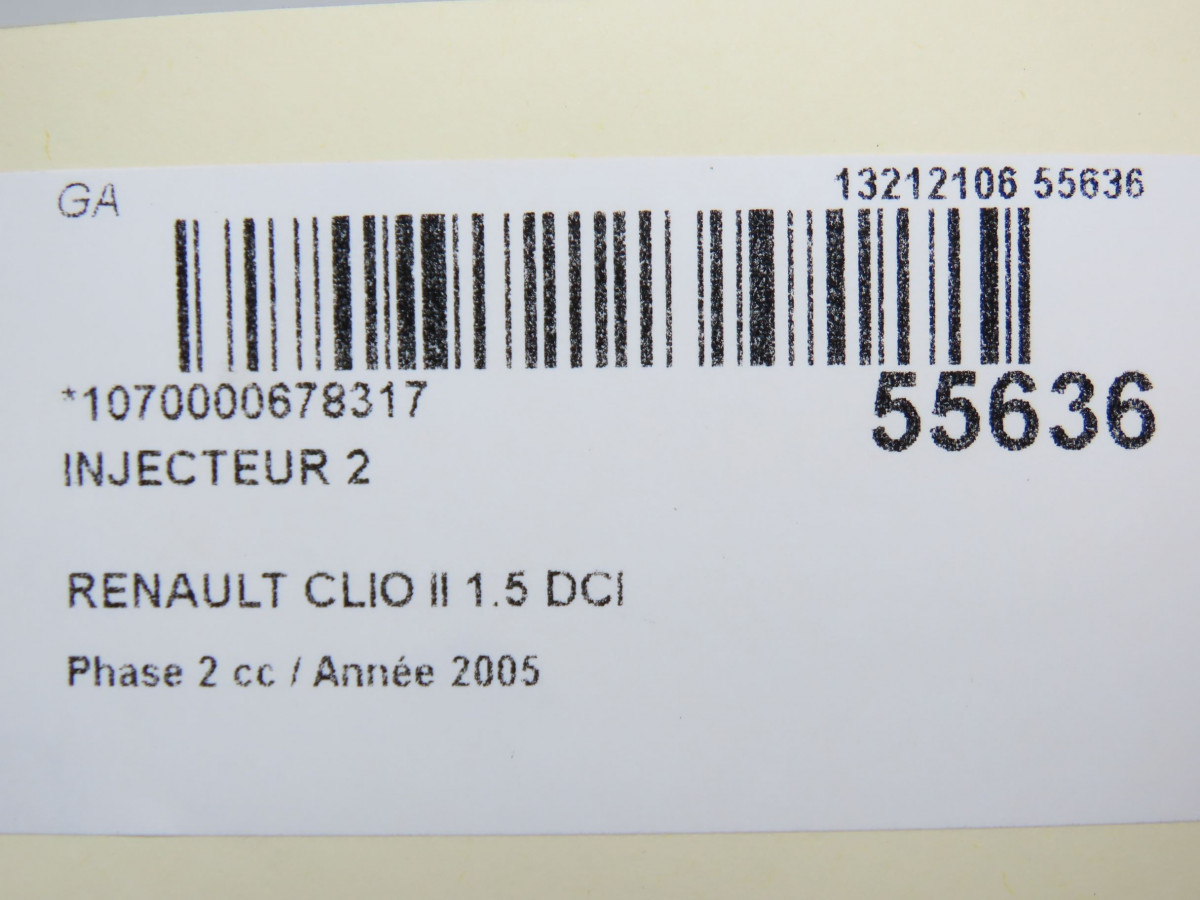 GA
13212106 55636
*1070000678317
55636
INJECTEUR 2
RENAULT CLIO II 1.5 DCI
Phase 2 cc / Année 2005